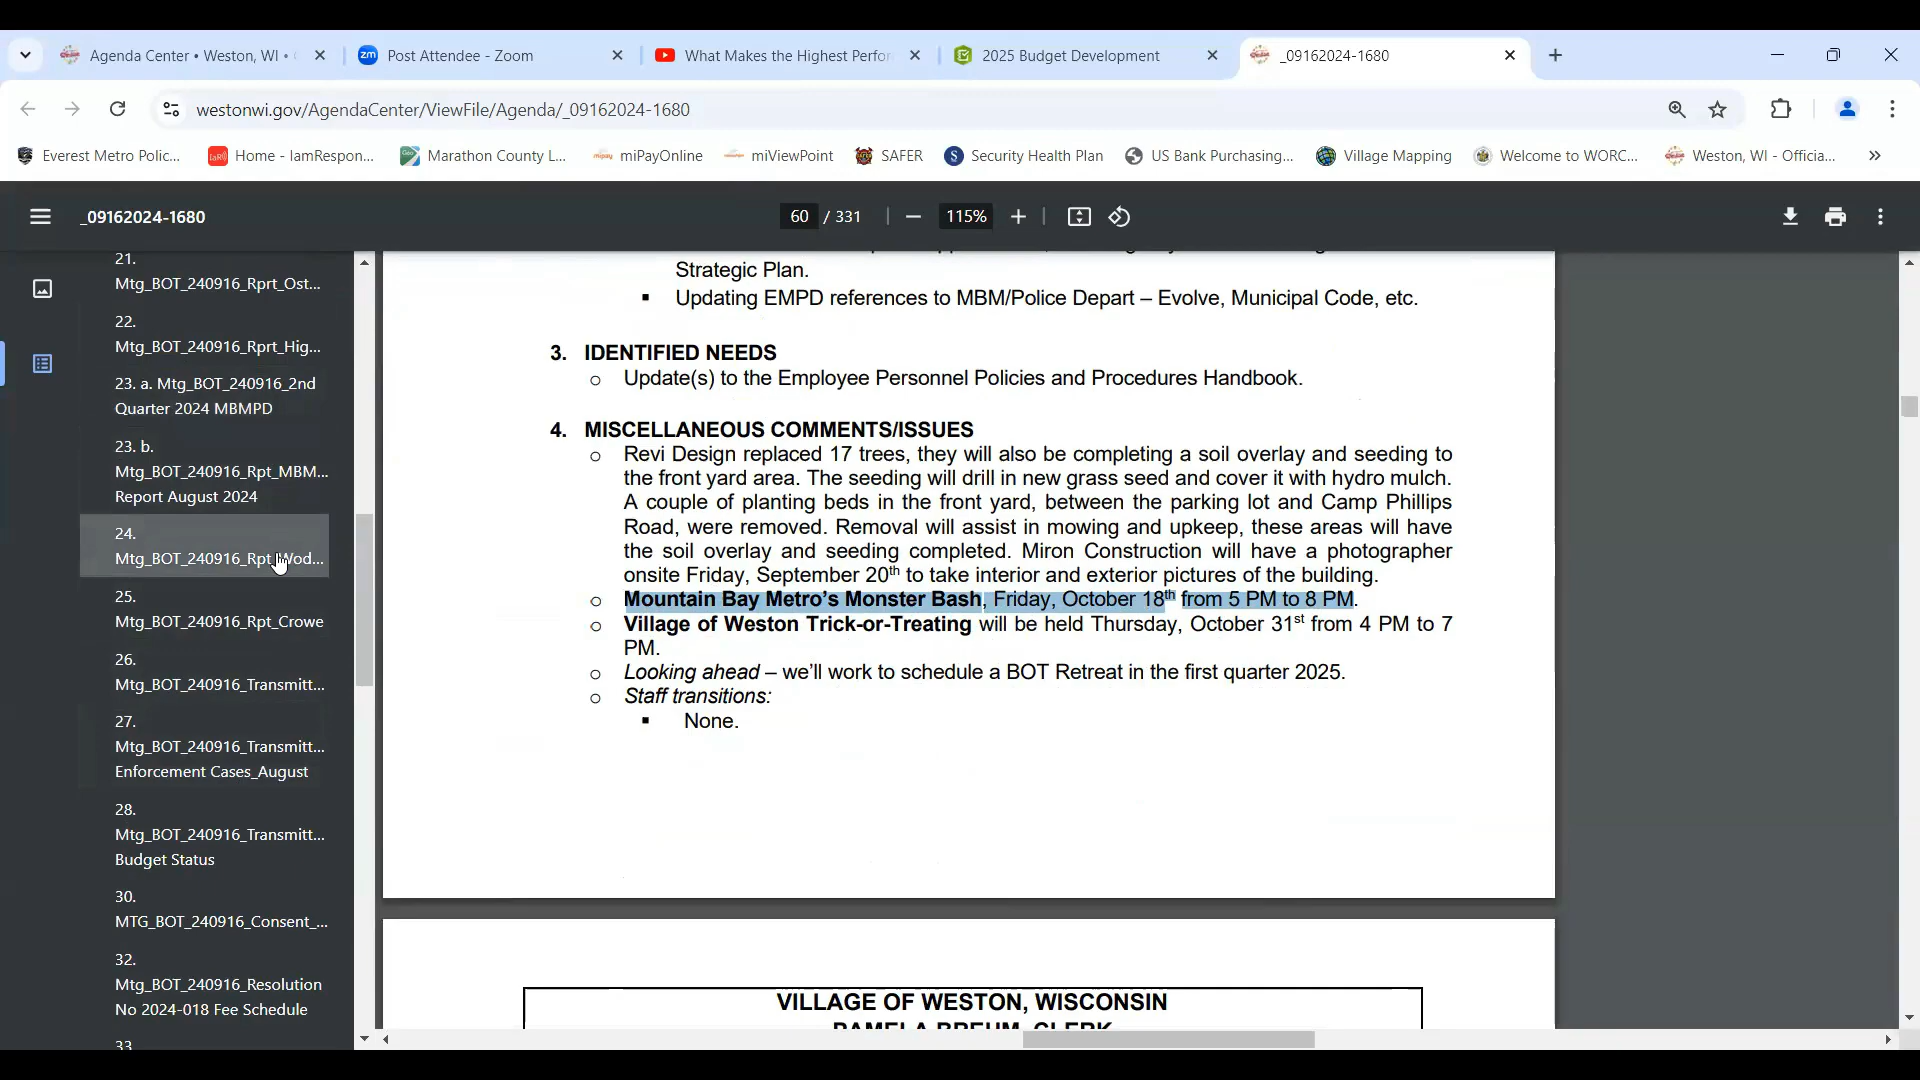 Agenda Center • Weston, WI •
Post Attendee - Zoom
What Makes the Highest Perfor
2025 Budget Development
_09162024-1680
westonwi.gov/AgendaCenter/ViewFile/Agenda/_09162024-1680
Everest Metro Polic...
Home - IamRespon...
Marathon County L...
miPayOnline
miViewPoint
SAFER
Security Health Plan
US Bank Purchasing...
Village Mapping
Welcome to WORC...
Weston, WI - Officia...
_09162024-1680
60 / 331
115%
21.
Mtg_BOT_240916_Rprt_Ost...
22.
Mtg_BOT_240916_Rprt_Hig...
23. a. Mtg_BOT_240916_2nd
Quarter 2024 MBMPD
23. b.
Mtg_BOT_240916_Rpt_MBM...
Report August 2024
24.
Mtg_BOT_240916_Rpt_Wod...
25.
Mtg_BOT_240916_Rpt_Crowe
26.
Mtg_BOT_240916_Transmitt...
27.
Mtg_BOT_240916_Transmitt...
Enforcement Cases_August
28.
Mtg_BOT_240916_Transmitt...
Budget Status
30.
MTG_BOT_240916_Consent_...
32.
Mtg_BOT_240916_Resolution
No 2024-018 Fee Schedule
33.
Strategic Plan.
▪ Updating EMPD references to MBM/Police Depart – Evolve, Municipal Code, etc.
3. IDENTIFIED NEEDS
o Update(s) to the Employee Personnel Policies and Procedures Handbook.
4. MISCELLANEOUS COMMENTS/ISSUES
o Revi Design replaced 17 trees, they will also be completing a soil overlay and seeding to
the front yard area. The seeding will drill in new grass seed and cover it with hydro mulch.
A couple of planting beds in the front yard, between the parking lot and Camp Phillips
Road, were removed. Removal will assist in mowing and upkeep, these areas will have
the soil overlay and seeding completed. Miron Construction will have a photographer
onsite Friday, September 20th to take interior and exterior pictures of the building.
o Mountain Bay Metro's Monster Bash, Friday, October 18th from 5 PM to 8 PM.
o Village of Weston Trick-or-Treating will be held Thursday, October 31st from 4 PM to 7
PM.
o Looking ahead – we'll work to schedule a BOT Retreat in the first quarter 2025.
o Staff transitions:
▪ None.
VILLAGE OF WESTON, WISCONSIN
PAMELA BREUM, CLERK